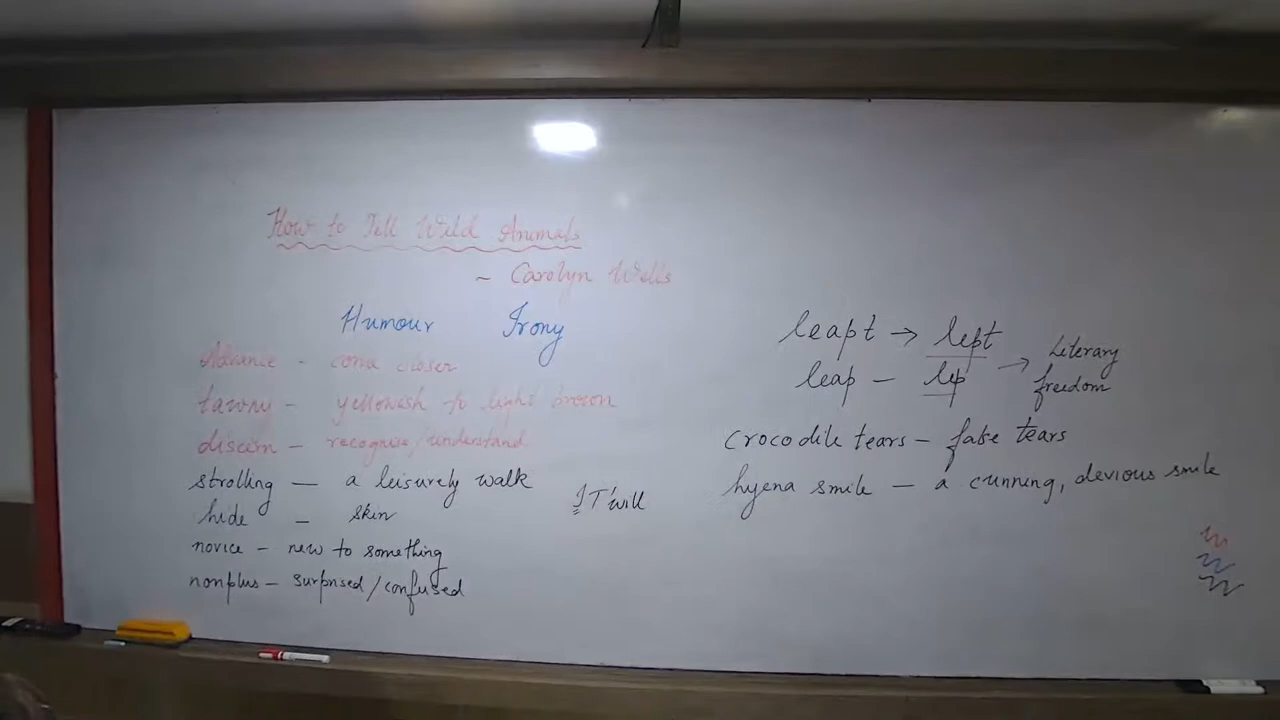 How to Tell Wild Animals
~ Carolyn Wells
Humour Irony
Advance - come closer
tawny - yellowish to light brown
discern - recognise/understand
strolling — a leisurely walk
hide - skin
novice - new to something
nonplus - surprised/confused
IT'will
leapt → lept
leap - lep
→ Literary freedom
crocodile tears - fake tears
hyena smile - a cunning, devious smile